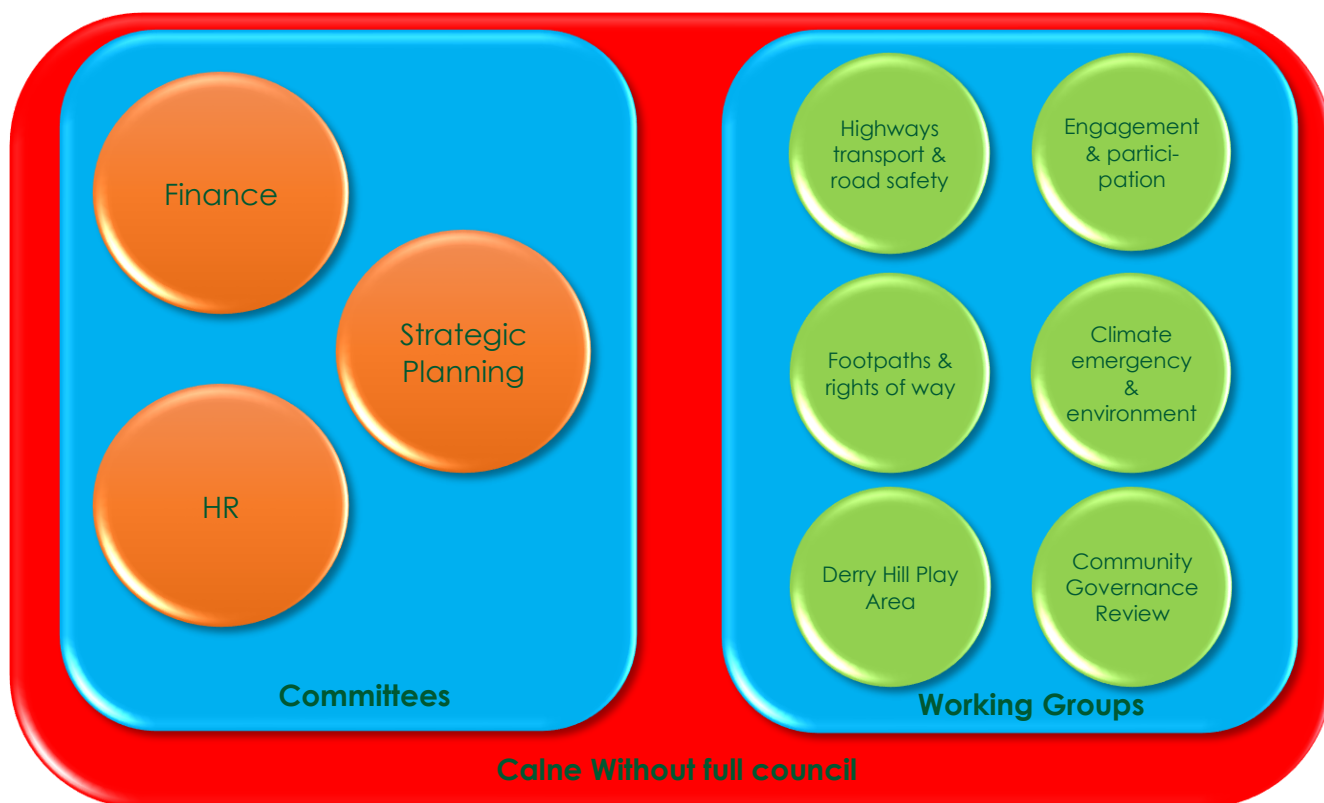 Finance
Strategic
Planning
HR
Committees
Highways
transport &
road safety
Engagement
& partici-
pation
Footpaths &
rights of way
Climate
emergency
&
environment
Derry Hill Play
Area
Community
Governance
Review
Working Groups
Calne Without full council